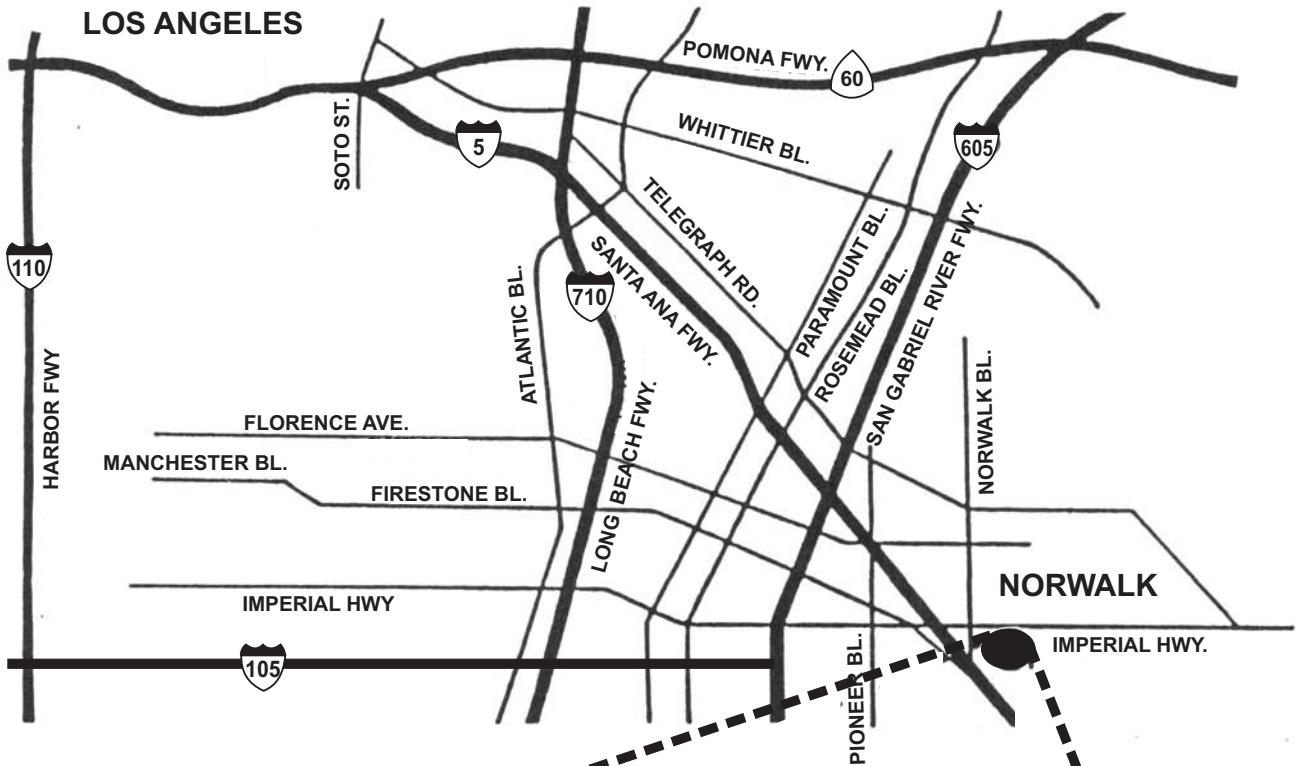 LOS ANGELES
POMONA FWY.
60
SOTO ST.
5
WHITTIER BL.
605
TELEGRAPH RD.
PARAMOUNT BL.
110
SANTA ANA FWY.
710
ATLANTIC BL.
ROSEMEAD BL.
SAN GABRIEL RIVER FWY.
HARBOR FWY
NORWALK BL.
FLORENCE AVE.
LONG BEACH FWY.
MANCHESTER BL.
FIRESTONE BL.
NORWALK
IMPERIAL HWY
IMPERIAL HWY.
105
PIONEER BL.